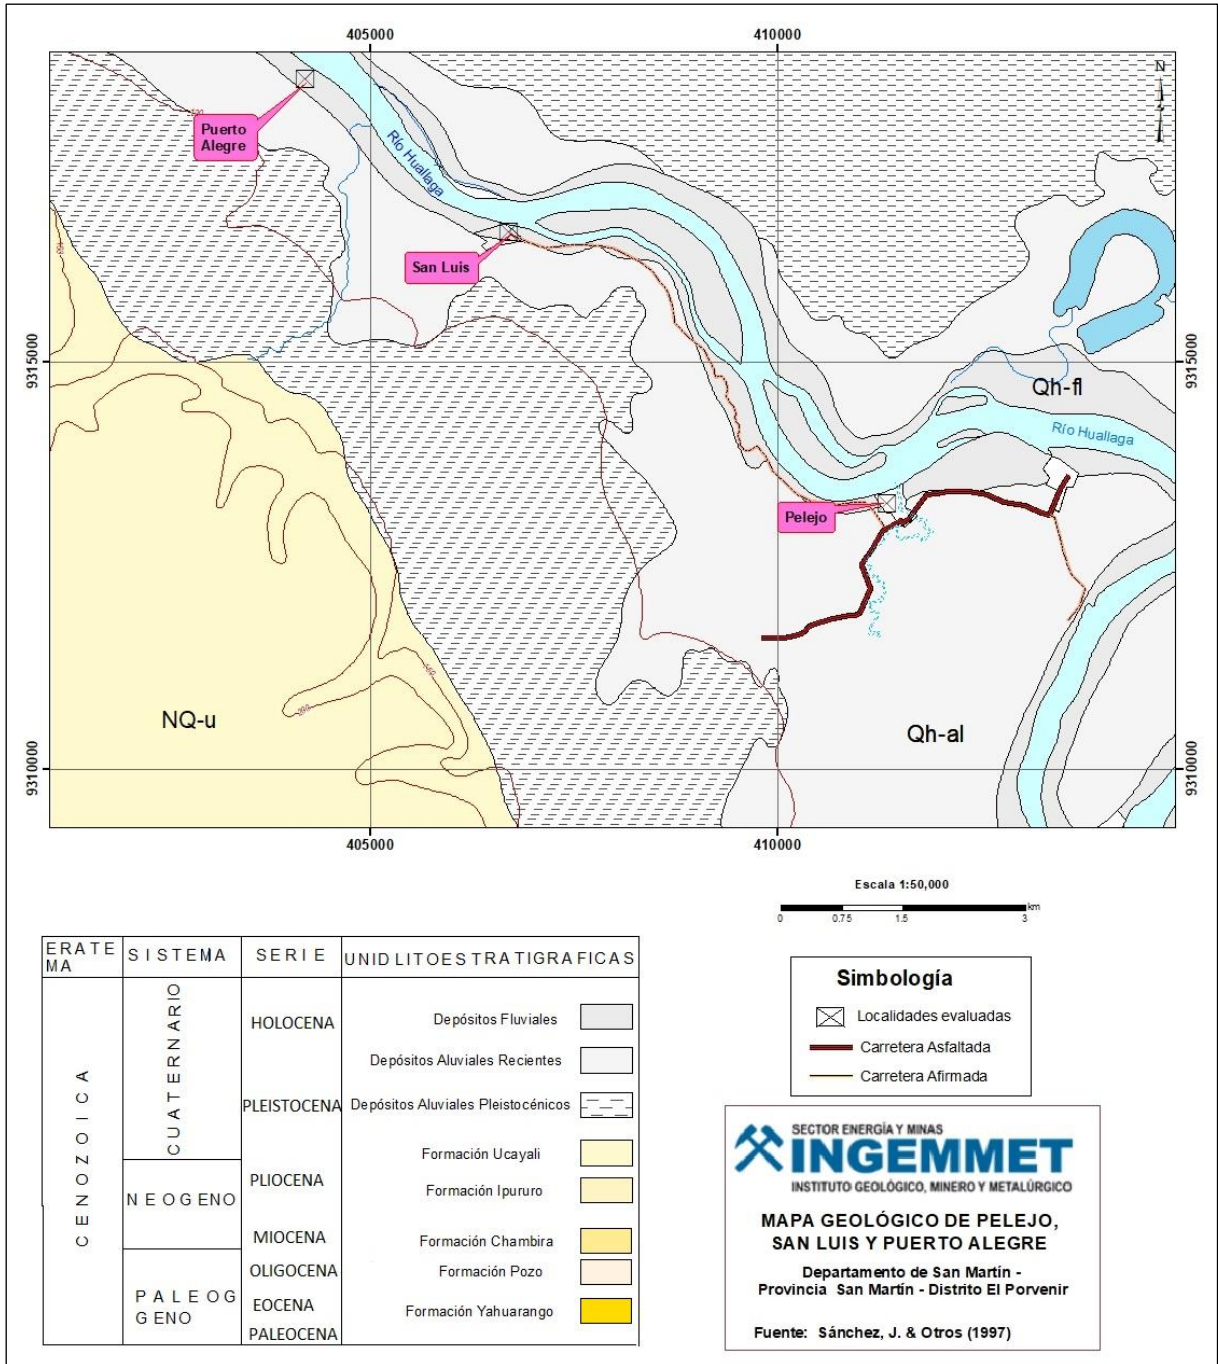 405000
410000
N
Puerto
Alegre
Río Huallaga
San Luis
9315000
9315000
Qh-fl
Río Huallaga
Pelejo
NQ-u
Qh-al
9310000
9310000
405000
410000
Escala 1:50,000
km
0 0.75 1.5 3
ERATE
MA
SISTEMA
SERIE
UNIDLITOESTRATIGRAFICAS
CENOZOICA
CUATERNARIO
HOLOCENA
Depósitos Fluviales
Depósitos Aluviales Recientes
PLEISTOCENA
Depósitos Aluviales Pleistocénicos
Formación Ucayali
NEOGENO
PLIOCENA
Formación Ipururo
MIOCENA
Formación Chambira
OLIGOCENA
Formación Pozo
PALEOG
GENO
EOCENA
Formación Yahuarango
PALEOCENA
Simbología
Localidades evaluadas
Carretera Asfaltada
Carretera Afirmada
SECTOR ENERGÍA Y MINAS
INGEMMET
INSTITUTO GEOLÓGICO, MINERO Y METALÚRGICO
MAPA GEOLÓGICO DE PELEJO,
SAN LUIS Y PUERTO ALEGRE
Departamento de San Martín -
Provincia San Martín - Distrito El Porvenir
Fuente: Sánchez, J. & Otros (1997)